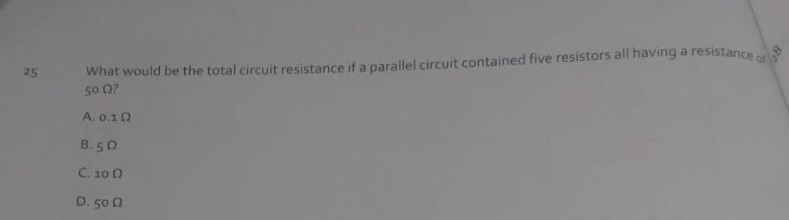 25 What would be the total circuit resistance if a parallel circuit contained five resistors all having a resistance of
50 Ω?
A. 0.1 Ω
B. 5 Ω
C. 10 Ω
D. 50 Ω